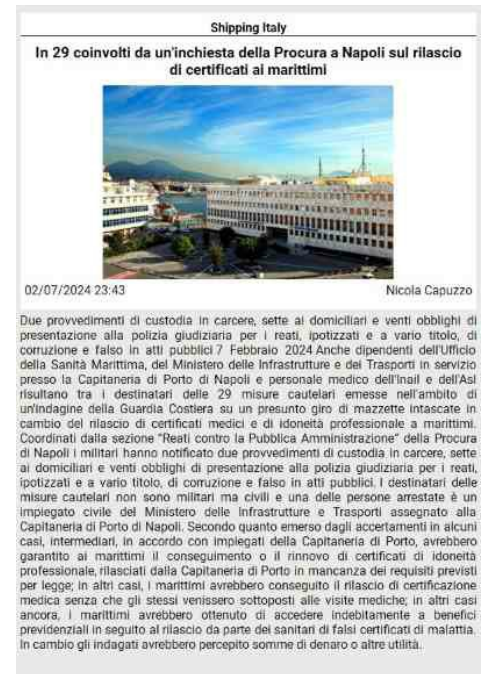 Shipping Italy
In 29 coinvolti da un'inchiesta della Procura a Napoli sul rilascio
di certificati ai marittimi
02/07/2024 23:43
Nicola Capuzzo
Due provvedimenti di custodia in carcere, sette ai domiciliari e venti obblighi di
presentazione alla polizia giudiziaria per i reati, ipotizzati e a vario titolo, di
corruzione e falso in atti pubblici 7 Febbraio 2024 Anche dipendenti dell'Ufficio
della Sanità Marittima, del Ministero delle Infrastrutture e dei Trasporti in servizio
presso la Capitaneria di Porto di Napoli e personale medico dell'Inail e dell'Asl
risultano tra i destinatari delle 29 misure cautelari emesse nell'ambito di
un'indagine della Guardia Costiera su un presunto giro di mazzette intascate in
cambio del rilascio di certificati medici e di idoneità professionale a marittimi.
Coordinati dalla sezione "Reati contro la Pubblica Amministrazione" della Procura
di Napoli i militari hanno notificato due provvedimenti di custodia in carcere, sette
ai domiciliari e venti obblighi di presentazione alla polizia giudiziaria per i reati,
ipotizzati e a vario titolo, di corruzione e falso in atti pubblici. I destinatari delle
misure cautelari non sono militari ma civili e una delle persone arrestate è un
impiegato civile del Ministero delle Infrastrutture e Trasporti assegnato alla
Capitaneria di Porto di Napoli. Secondo quanto emerso dagli accertamenti in alcuni
casi, intermediari, in accordo con impiegati della Capitaneria di Porto, avrebbero
garantito ai marittimi il conseguimento o il rinnovo di certificati di idoneità
professionale, rilasciati dalla Capitaneria di Porto in mancanza dei requisiti previsti
per legge; in altri casi, i marittimi avrebbero conseguito il rilascio di certificazione
medica senza che gli stessi venissero sottoposti alle visite mediche; in altri casi
ancora, i marittimi avrebbero ottenuto di accedere indebitamente a benefici
previdenziali in seguito al rilascio da parte dei sanitari di falsi certificati di malattia.
In cambio gli indagati avrebbero percepito somme di denaro o altre utilità.